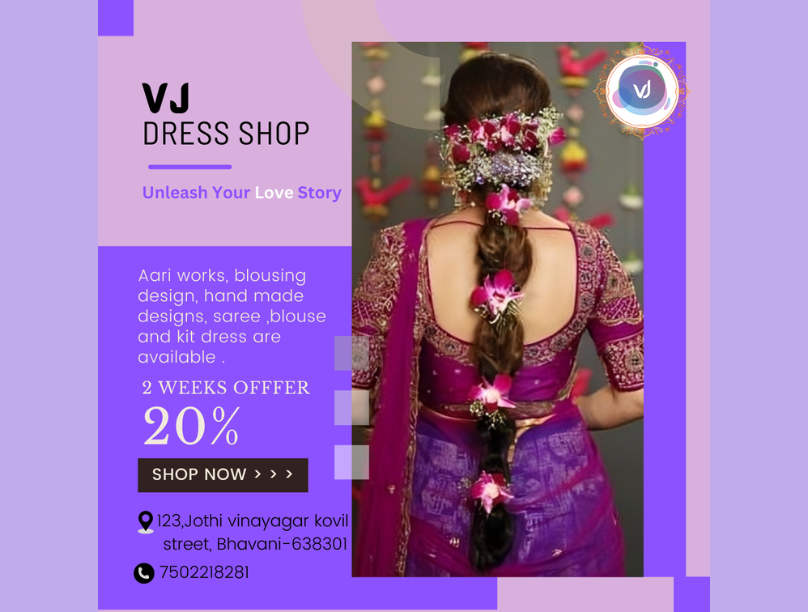 VJ
DRESS SHOP
Unleash Your Love Story
VJ
Aari works, blousing
design, hand made
designs, saree ,blouse
and kit dress are
available .
2 WEEKS OFFFER
20%
SHOP NOW > > >
123,Jothi vinayagar kovil
street, Bhavani-638301
7502218281